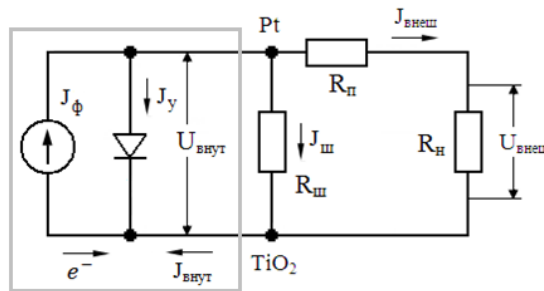 Pt
Jвнеш
Jф
Jу
Uвнут
Jш
Rш
Rп
Rн
Uвнеш
e⁻
Jвнут
TiO₂